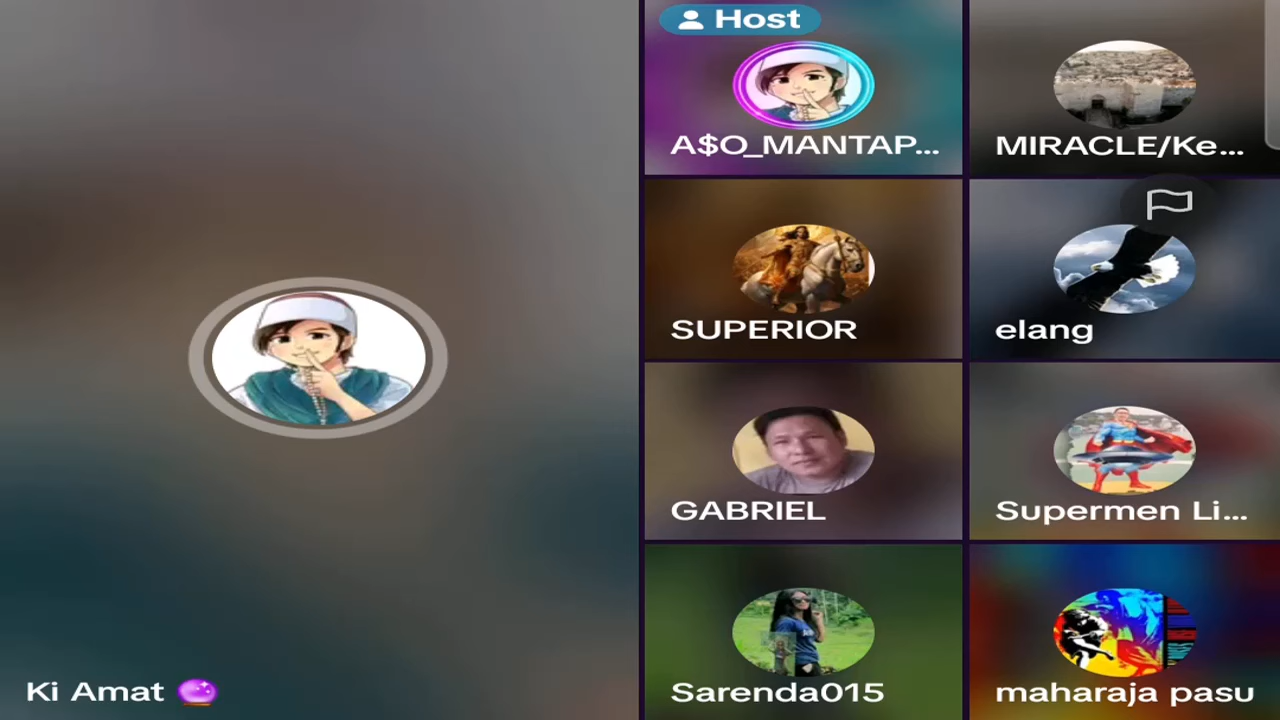 Host
A$O_MANTAP...
MIRACLE/Ke...
SUPERIOR
elang
GABRIEL
Supermen Li...
Sarenda015
maharaja pasu
Ki Amat 🔮